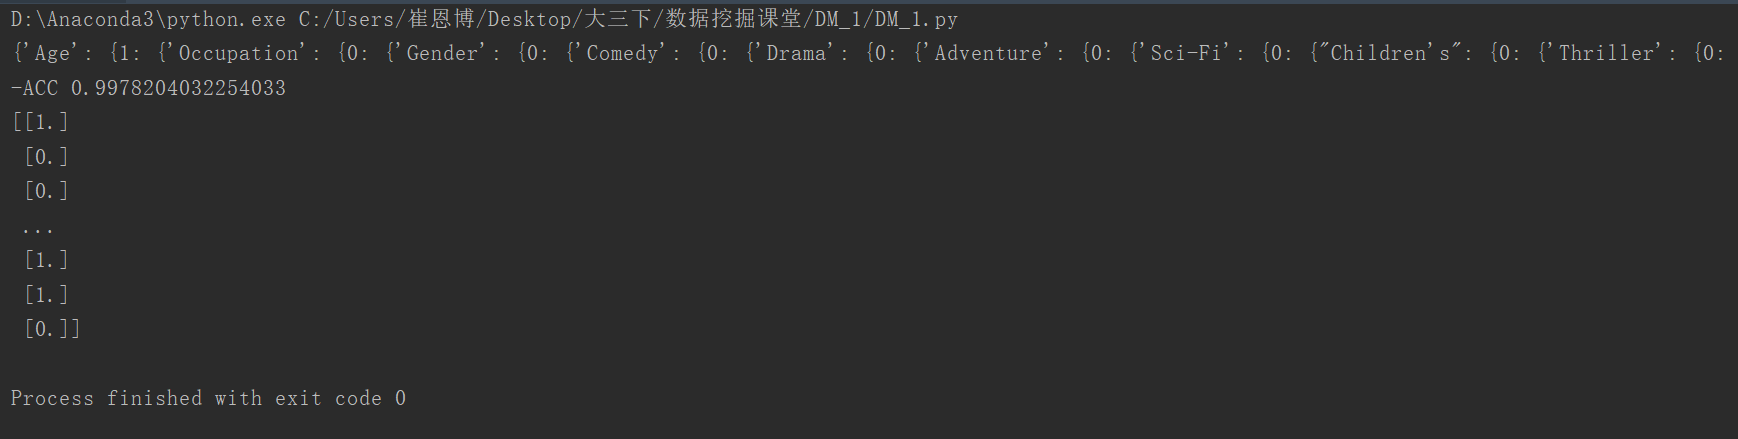 D:\Anaconda3\python.exe C:/Users/崔恩博/Desktop/大三下/数据挖掘课堂/DM_1/DM_1.py
{'Age': {1: {'Occupation': {0: {'Gender': {0: {'Comedy': {0: {'Drama': {0: {'Adventure': {0: {'Sci-Fi': {0: {"Children's": {0: {'Thriller': {0:
-ACC 0.9978204032254033
[[1.]
 [0.]
 [0.]
 ...
 [1.]
 [1.]
 [0.]]
Process finished with exit code 0